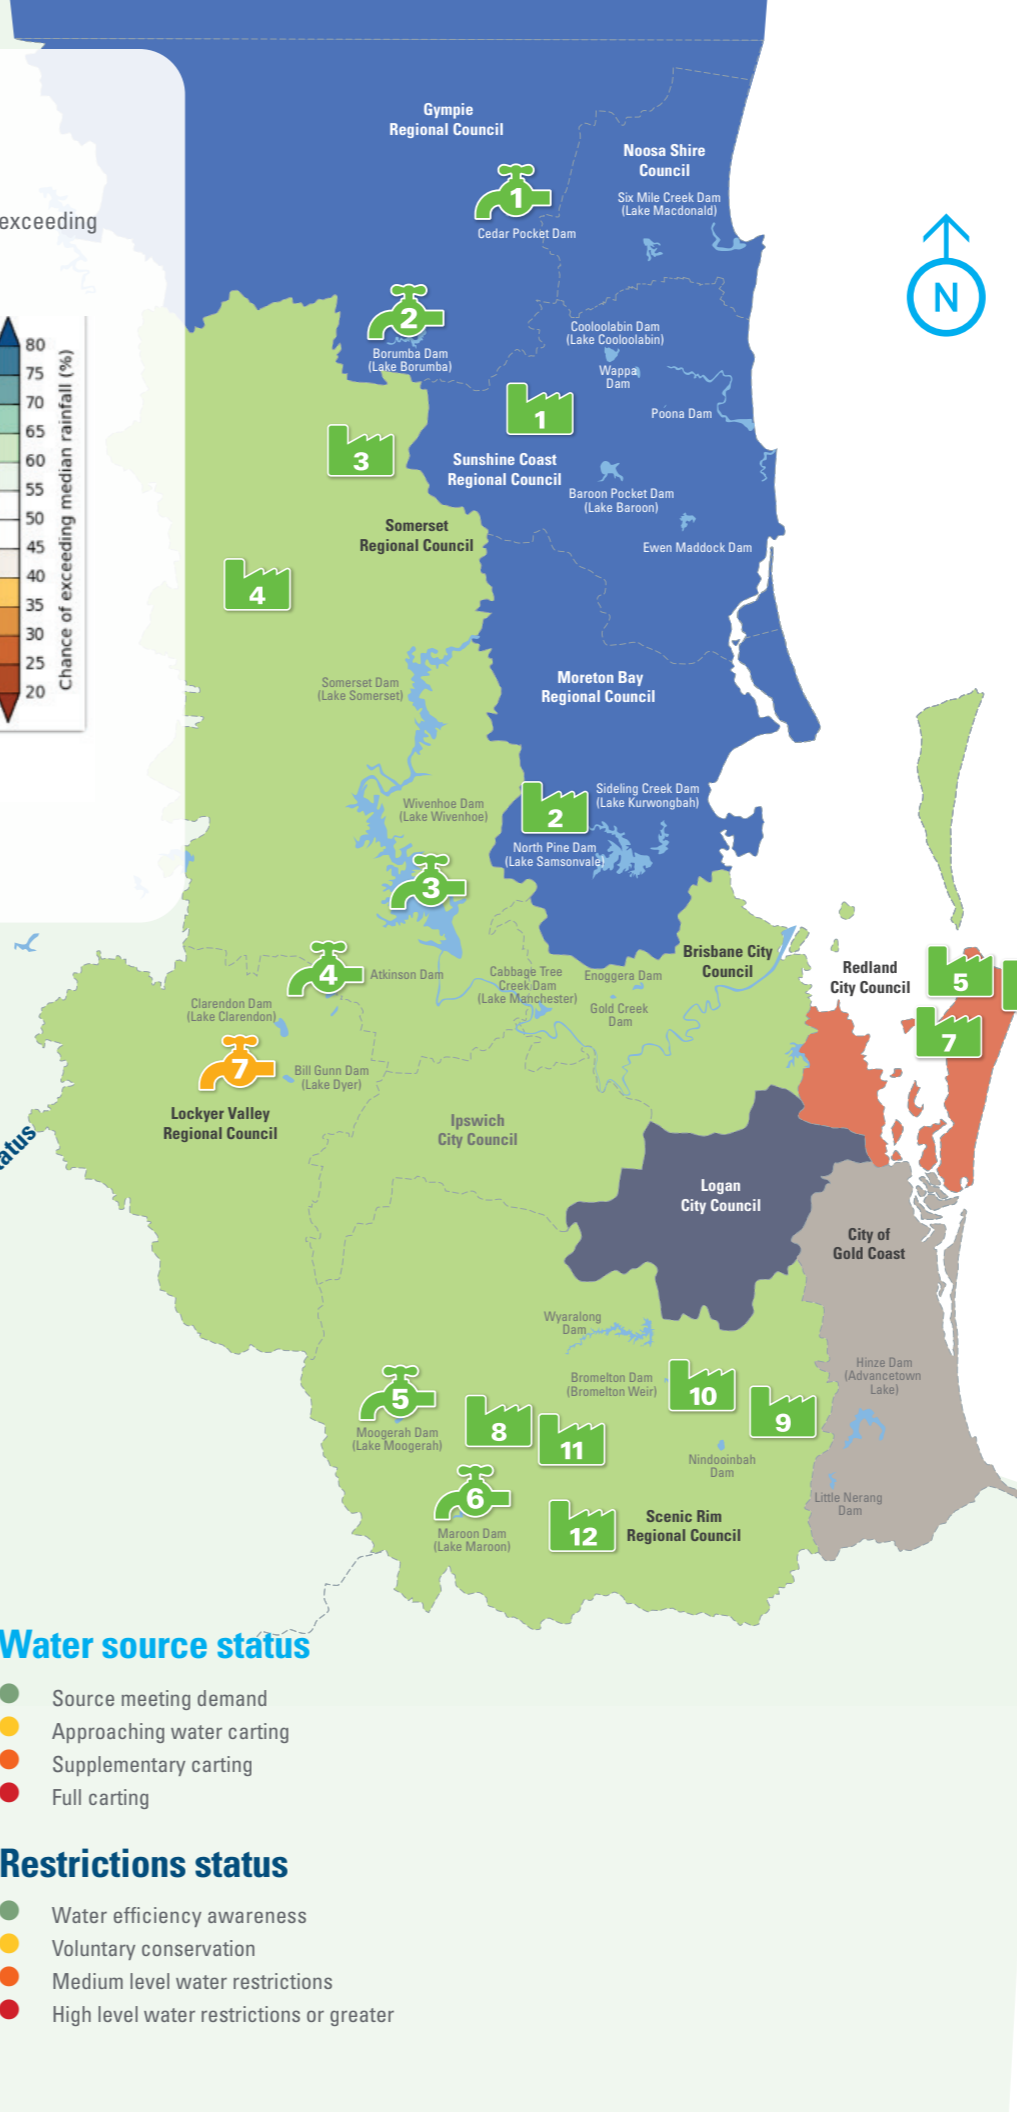 Gympie
Regional Council
Noosa Shire
Council
Six Mile Creek Dam
(Lake Macdonald)
1
Cedar Pocket Dam
exceeding
N
2
Borumba Dam
(Lake Borumba)
Cooloolabin Dam
(Lake Cooloolabin)
Wappa
Dam
Poona Dam
80
75
70
65
60
55
50
45
40
35
30
25
20
Chance of exceeding median rainfall (%)
1
3
Sunshine Coast
Regional Council
Baroon Pocket Dam
(Lake Baroon)
Somerset
Regional Council
Ewen Maddock Dam
4
Somerset Dam
(Lake Somerset)
Moreton Bay
Regional Council
Wivenhoe Dam
(Lake Wivenhoe)
2
Sideling Creek Dam
(Lake Kurwongbah)
North Pine Dam
(Lake Samsonvale)
3
4
Atkinson Dam
Cabbage Tree
Creek Dam
(Lake Manchester)
Enoggera Dam
Gold Creek
Dam
Brisbane City
Council
Redland
City Council
5
7
Clarendon Dam
(Lake Clarendon)
7
Bill Gunn Dam
(Lake Dyer)
Lockyer Valley
Regional Council
Ipswich
City Council
atus
Logan
City Council
City of
Gold Coast
Wyaralong
Dam
Bromelton Dam
(Bromelton Weir)
10
9
Hinze Dam
(Advancetown
Lake)
5
Moogerah Dam
(Lake Moogerah)
8
11
Nindooinbah
Dam
6
Maroon Dam
(Lake Maroon)
12
Scenic Rim
Regional Council
Little Nerang
Dam
Water source status
Source meeting demand
Approaching water carting
Supplementary carting
Full carting
Restrictions status
Water efficiency awareness
Voluntary conservation
Medium level water restrictions
High level water restrictions or greater